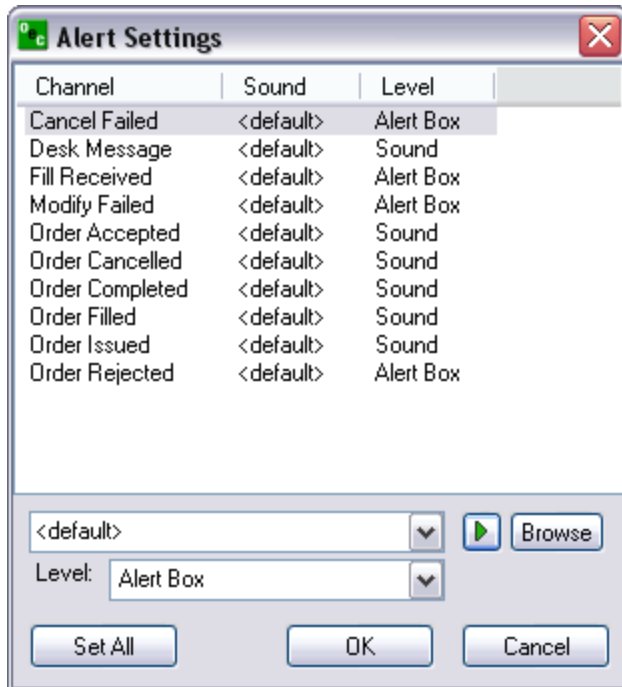 Oec Alert Settings
Channel Sound Level
Cancel Failed <default> Alert Box
Desk Message <default> Sound
Fill Received <default> Alert Box
Modify Failed <default> Alert Box
Order Accepted <default> Sound
Order Cancelled <default> Sound
Order Completed <default> Sound
Order Filled <default> Sound
Order Issued <default> Sound
Order Rejected <default> Alert Box
<default> Browse
Level: Alert Box
Set All OK Cancel